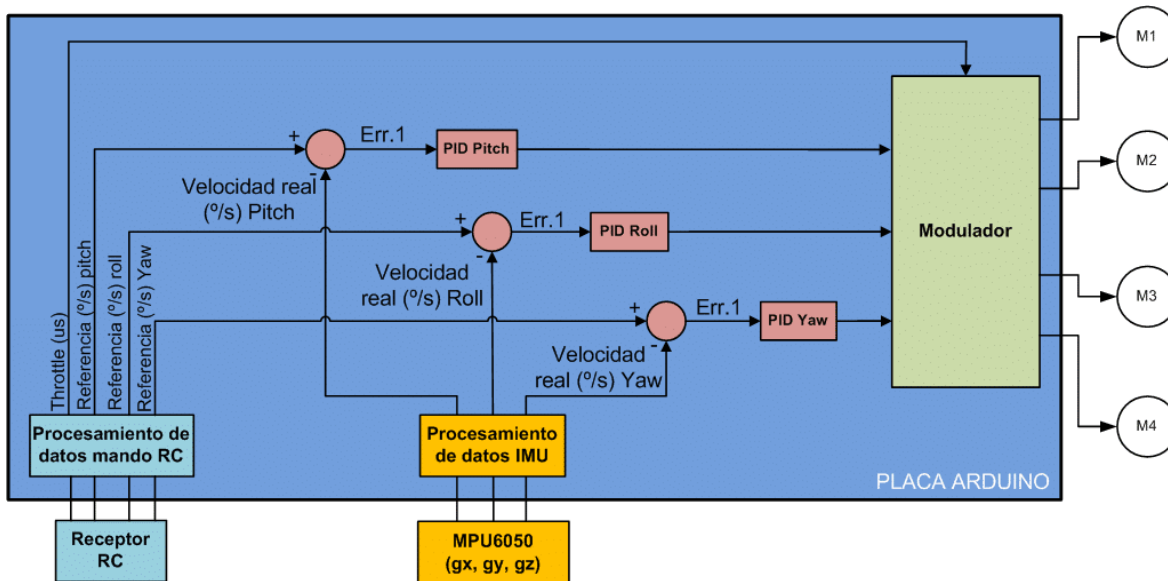 M1
Err.1
+
PID Pitch
-
Velocidad real
(º/s) Pitch
M2
+
Err.1
PID Roll
-
Modulador
Velocidad
real (º/s) Roll
M3
+
Err.1
PID Yaw
-
Velocidad
real (º/s) Yaw
Throttle (us)
Referencia (º/s) pitch
Referencia (º/s) roll
Referencia (º/s) Yaw
M4
Procesamiento de
datos mando RC
Procesamiento
de datos IMU
PLACA ARDUINO
Receptor
RC
MPU6050
(gx, gy, gz)